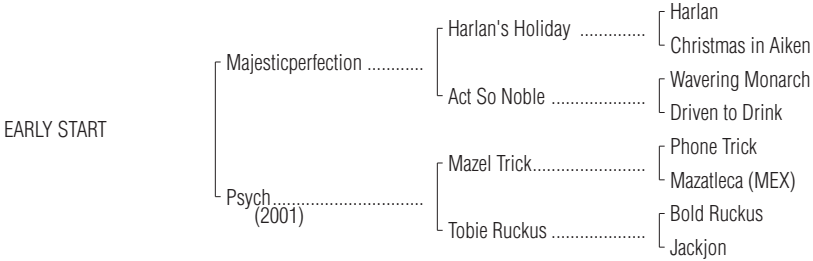 Harlan
Harlan's Holiday ..............
Christmas in Aiken
Majesticperfection ............
Wavering Monarch
Act So Noble ....................
Driven to Drink
EARLY START
Phone Trick
Mazel Trick........................
Mazatleca (MEX)
Psych................................
(2001)
Bold Ruckus
Tobie Ruckus ....................
Jackjon